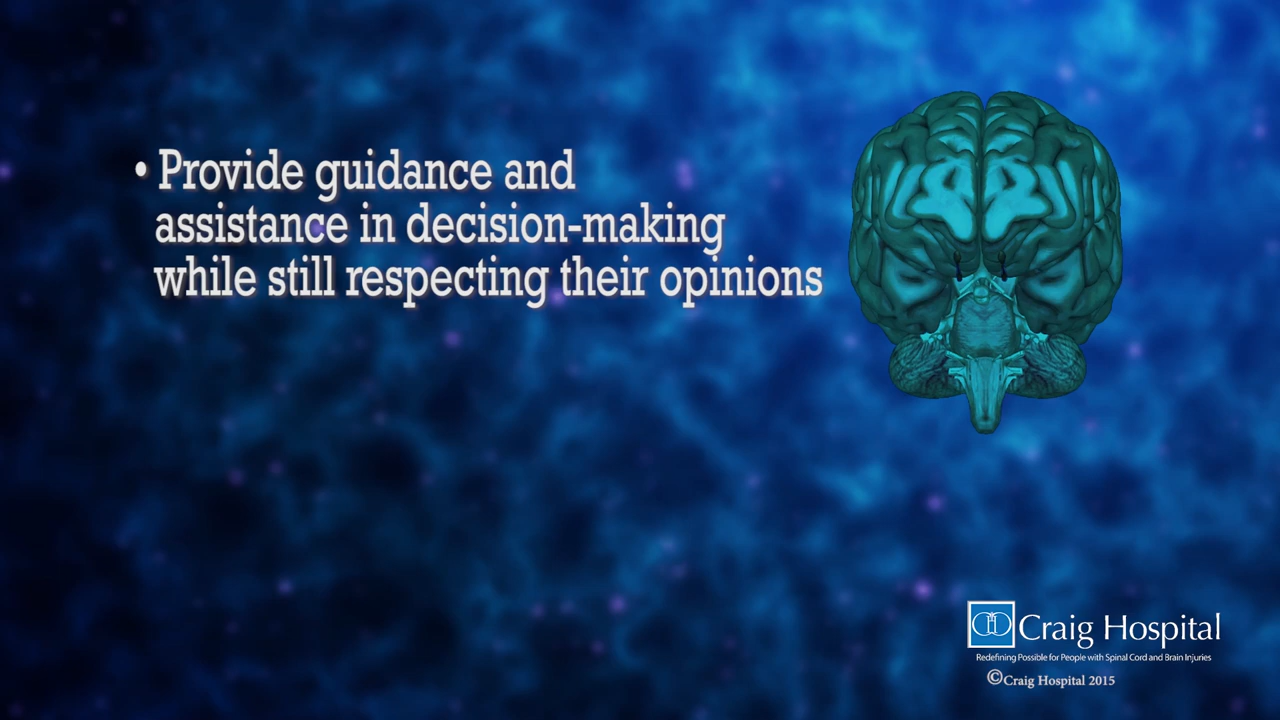 • Provide guidance and
assistance in decision-making
while still respecting their opinions
Craig Hospital
Redefining Possible for People with Spinal Cord and Brain Injuries
©Craig Hospital 2015